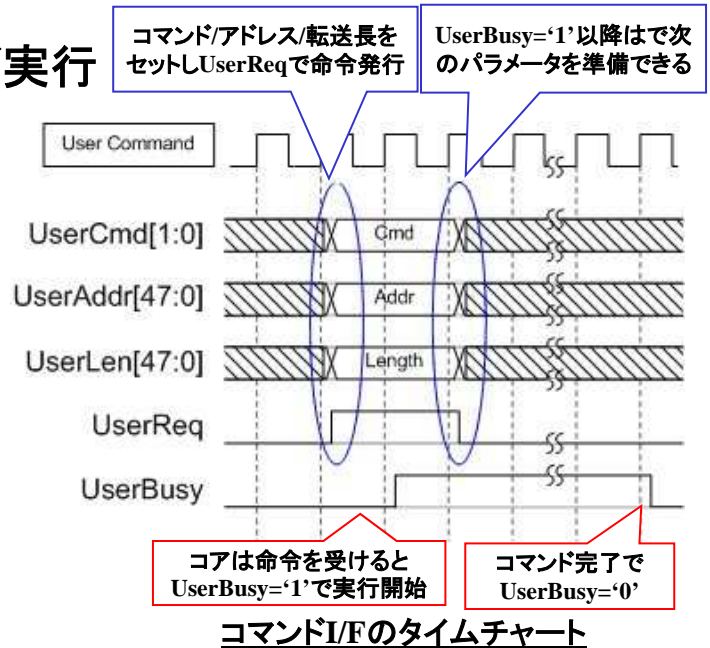 実行
コマンド/アドレス/転送長を
セットしUserReqで命令発行
UserBusy=‘1’以降はで次
のパラメータを準備できる
User Command
UserCmd[1:0]
Cmd
UserAddr[47:0]
Addr
UserLen[47:0]
Length
UserReq
UserBusy
コアは命令を受けると
UserBusy=‘1’で実行開始
コマンド完了で
UserBusy=‘0’
コマンドI/Fのタイムチャート